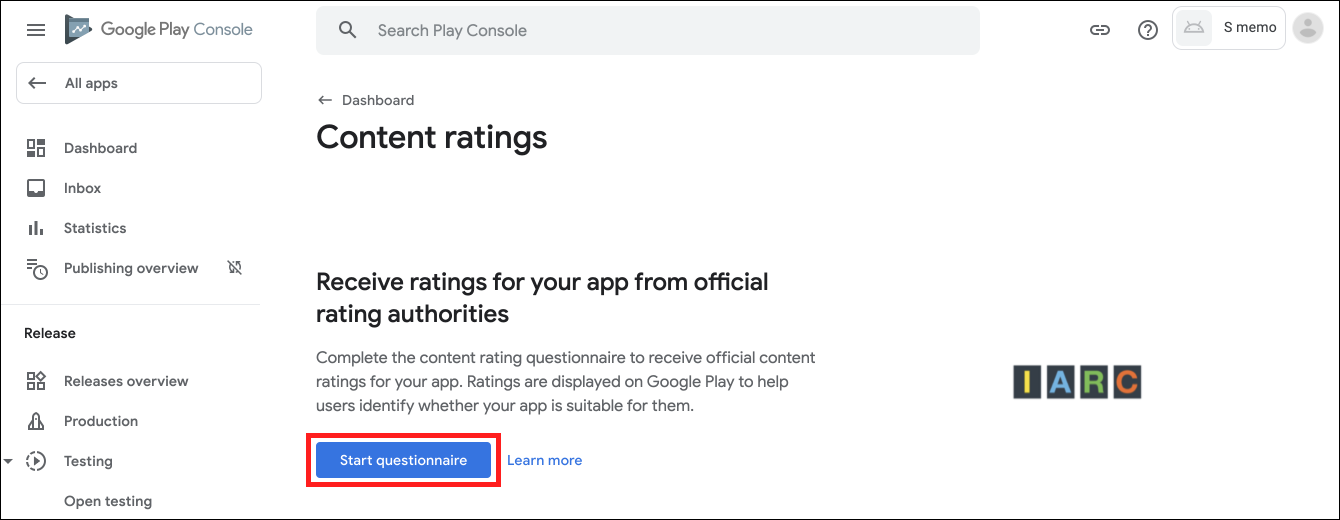 Google Play Console
Search Play Console
S memo
All apps
Dashboard
Inbox
Statistics
Publishing overview
Release
Releases overview
Production
Testing
Open testing
Dashboard
Content ratings
Receive ratings for your app from official
rating authorities
Complete the content rating questionnaire to receive official content
ratings for your app. Ratings are displayed on Google Play to help
users identify whether your app is suitable for them.
Start questionnaire
Learn more
IARC